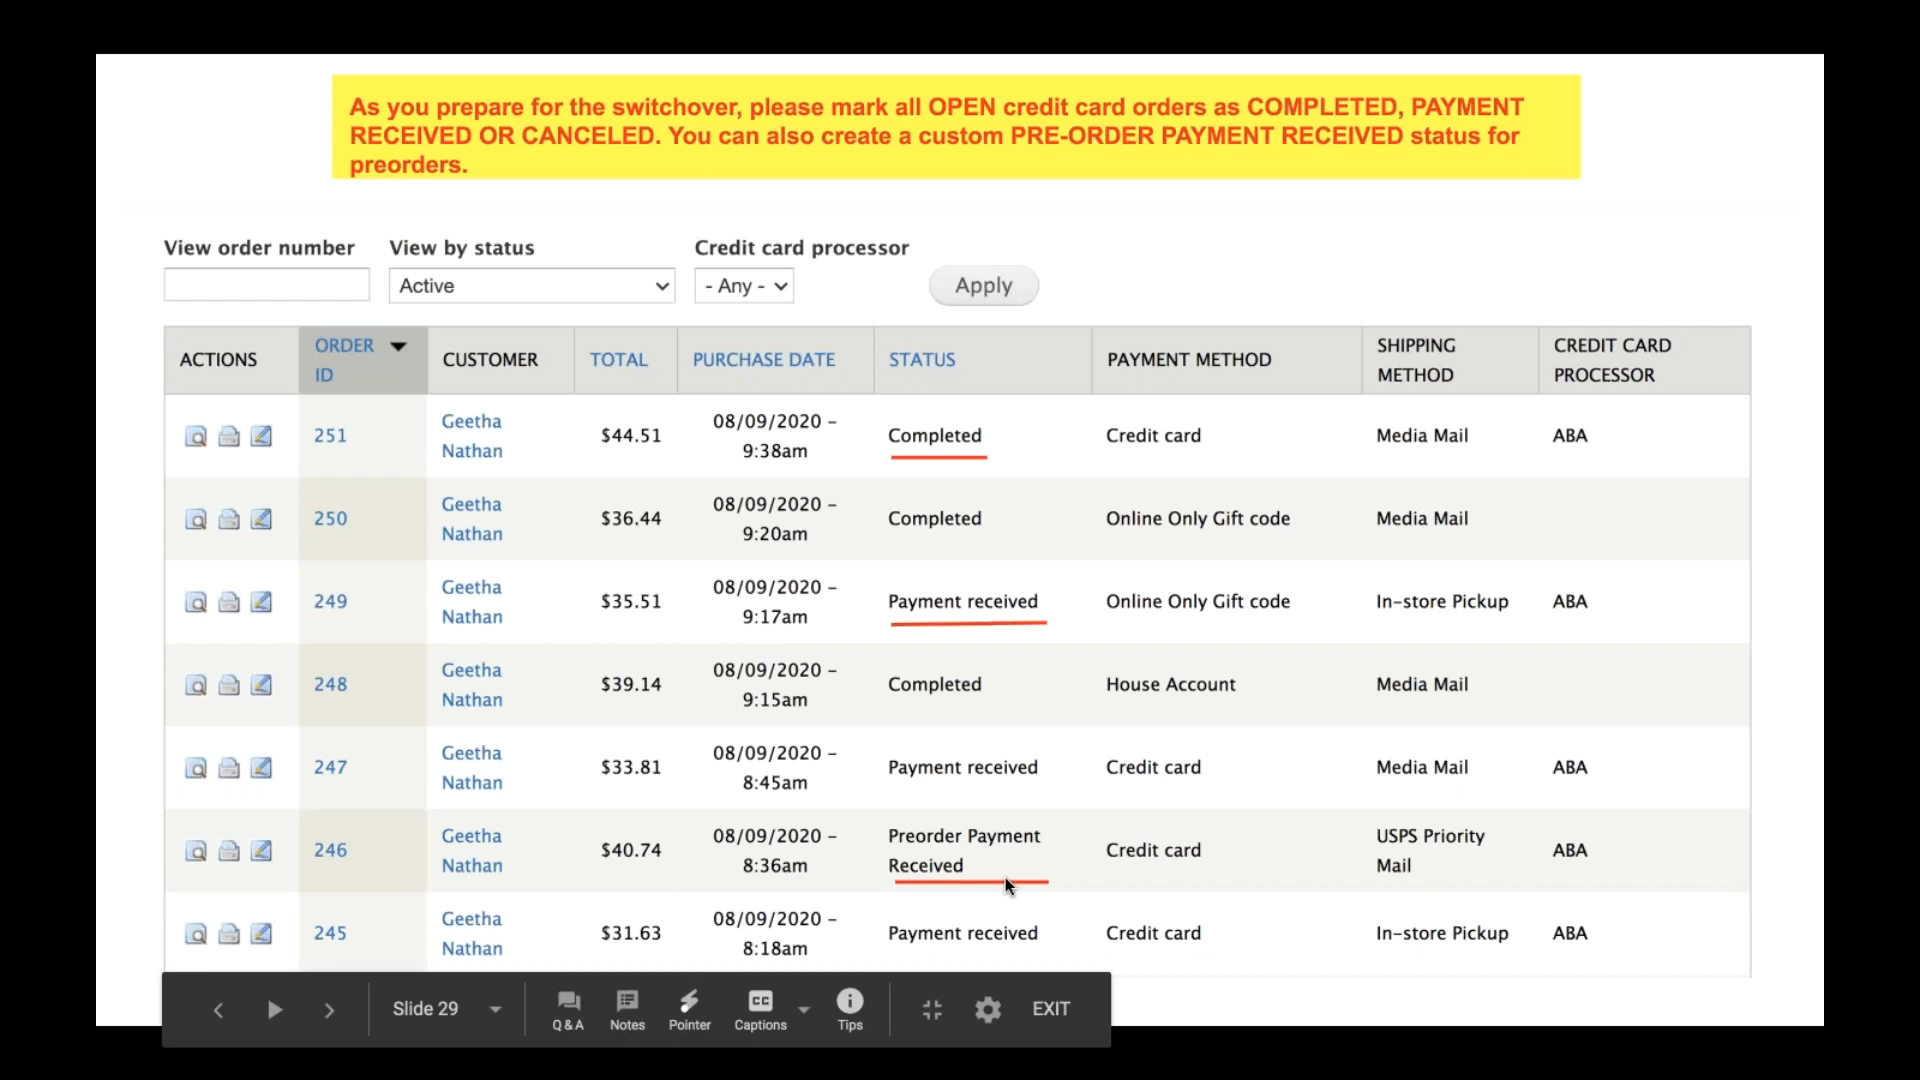 As you prepare for the switchover, please mark all OPEN credit card orders as COMPLETED, PAYMENT
RECEIVED OR CANCELED. You can also create a custom PRE-ORDER PAYMENT RECEIVED status for
preorders.
View order number View by status Credit card processor
Active - Any - Apply
ACTIONS ORDER ID CUSTOMER TOTAL PURCHASE DATE STATUS PAYMENT METHOD SHIPPING METHOD CREDIT CARD PROCESSOR
251 Geetha Nathan $44.51 08/09/2020 – 9:38am Completed Credit card Media Mail ABA
250 Geetha Nathan $36.44 08/09/2020 – 9:20am Completed Online Only Gift code Media Mail
249 Geetha Nathan $35.51 08/09/2020 – 9:17am Payment received Online Only Gift code In-store Pickup ABA
248 Geetha Nathan $39.14 08/09/2020 – 9:15am Completed House Account Media Mail
247 Geetha Nathan $33.81 08/09/2020 – 8:45am Payment received Credit card Media Mail ABA
246 Geetha Nathan $40.74 08/09/2020 – 8:36am Preorder Payment Received Credit card USPS Priority Mail ABA
245 Geetha Nathan $31.63 08/09/2020 – 8:18am Payment received Credit card In-store Pickup ABA
Slide 29 Q & A Notes Pointer CC Captions Tips EXIT